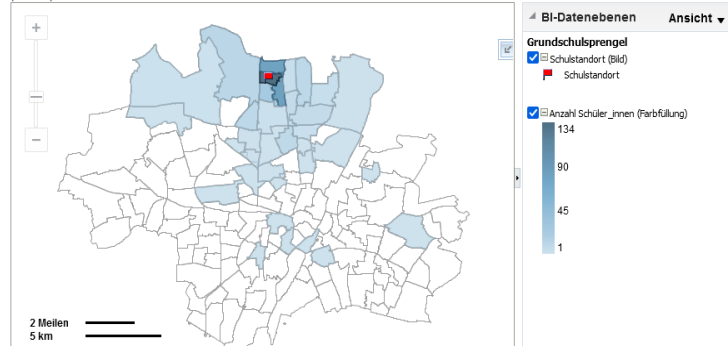 +
−
2 Meilen
5 km
BI-Datenebenen
Ansicht
Grundschulsprengel
Schulstandort (Bild)
Schulstandort
Anzahl Schüler_innen (Farbfüllung)
134
90
45
1